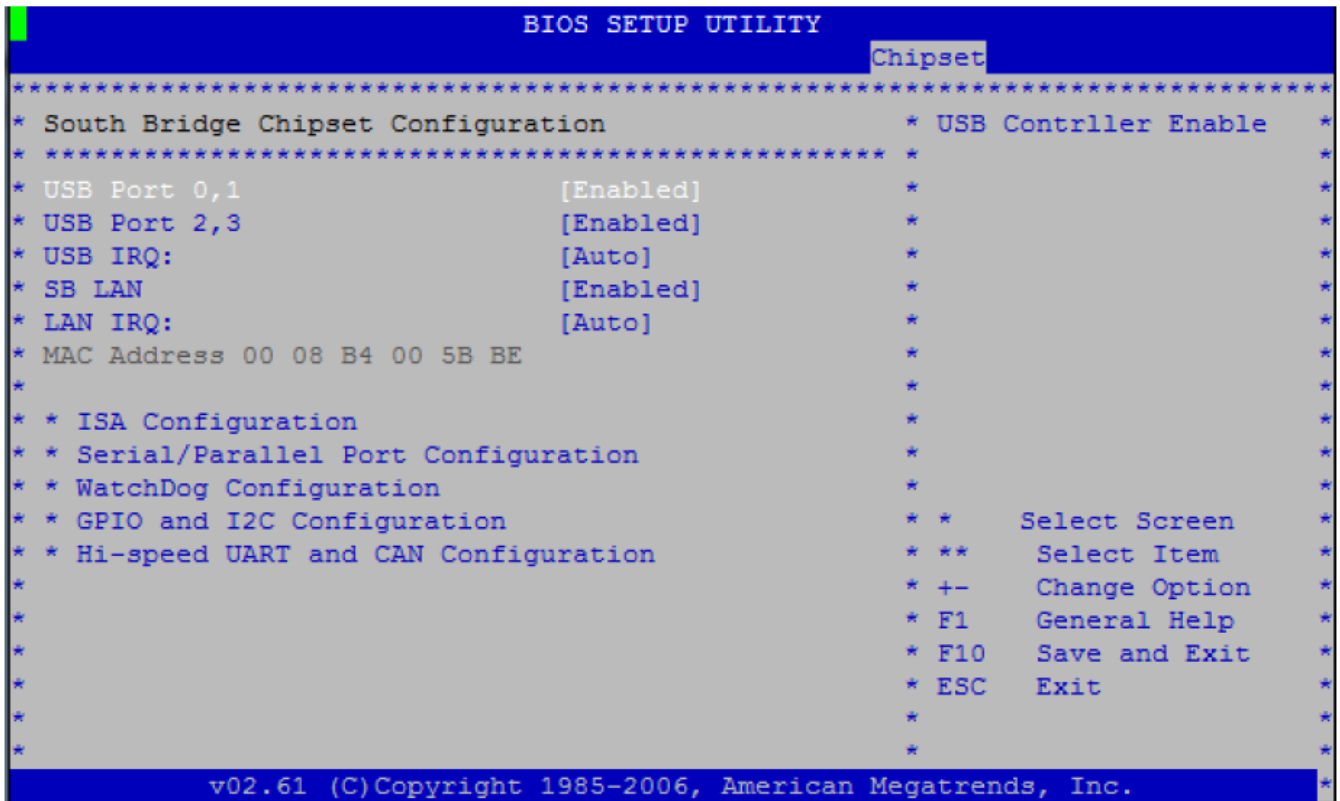 BIOS SETUP UTILITY
Chipset
*********************************************************************************
* South Bridge Chipset Configuration * USB Contrller Enable *
* *************************************************** * *
* USB Port 0,1 [Enabled] * *
* USB Port 2,3 [Enabled] * *
* USB IRQ: [Auto] * *
* SB LAN [Enabled] * *
* LAN IRQ: [Auto] * *
* MAC Address 00 08 B4 00 5B BE * *
* * *
* * ISA Configuration * *
* * Serial/Parallel Port Configuration * *
* * WatchDog Configuration * *
* * GPIO and I2C Configuration * * Select Screen *
* * Hi-speed UART and CAN Configuration * ** Select Item *
* * +- Change Option *
* * F1 General Help *
* * F10 Save and Exit *
* * ESC Exit *
* * *
* * *
v02.61 (C)Copyright 1985-2006, American Megatrends, Inc. *